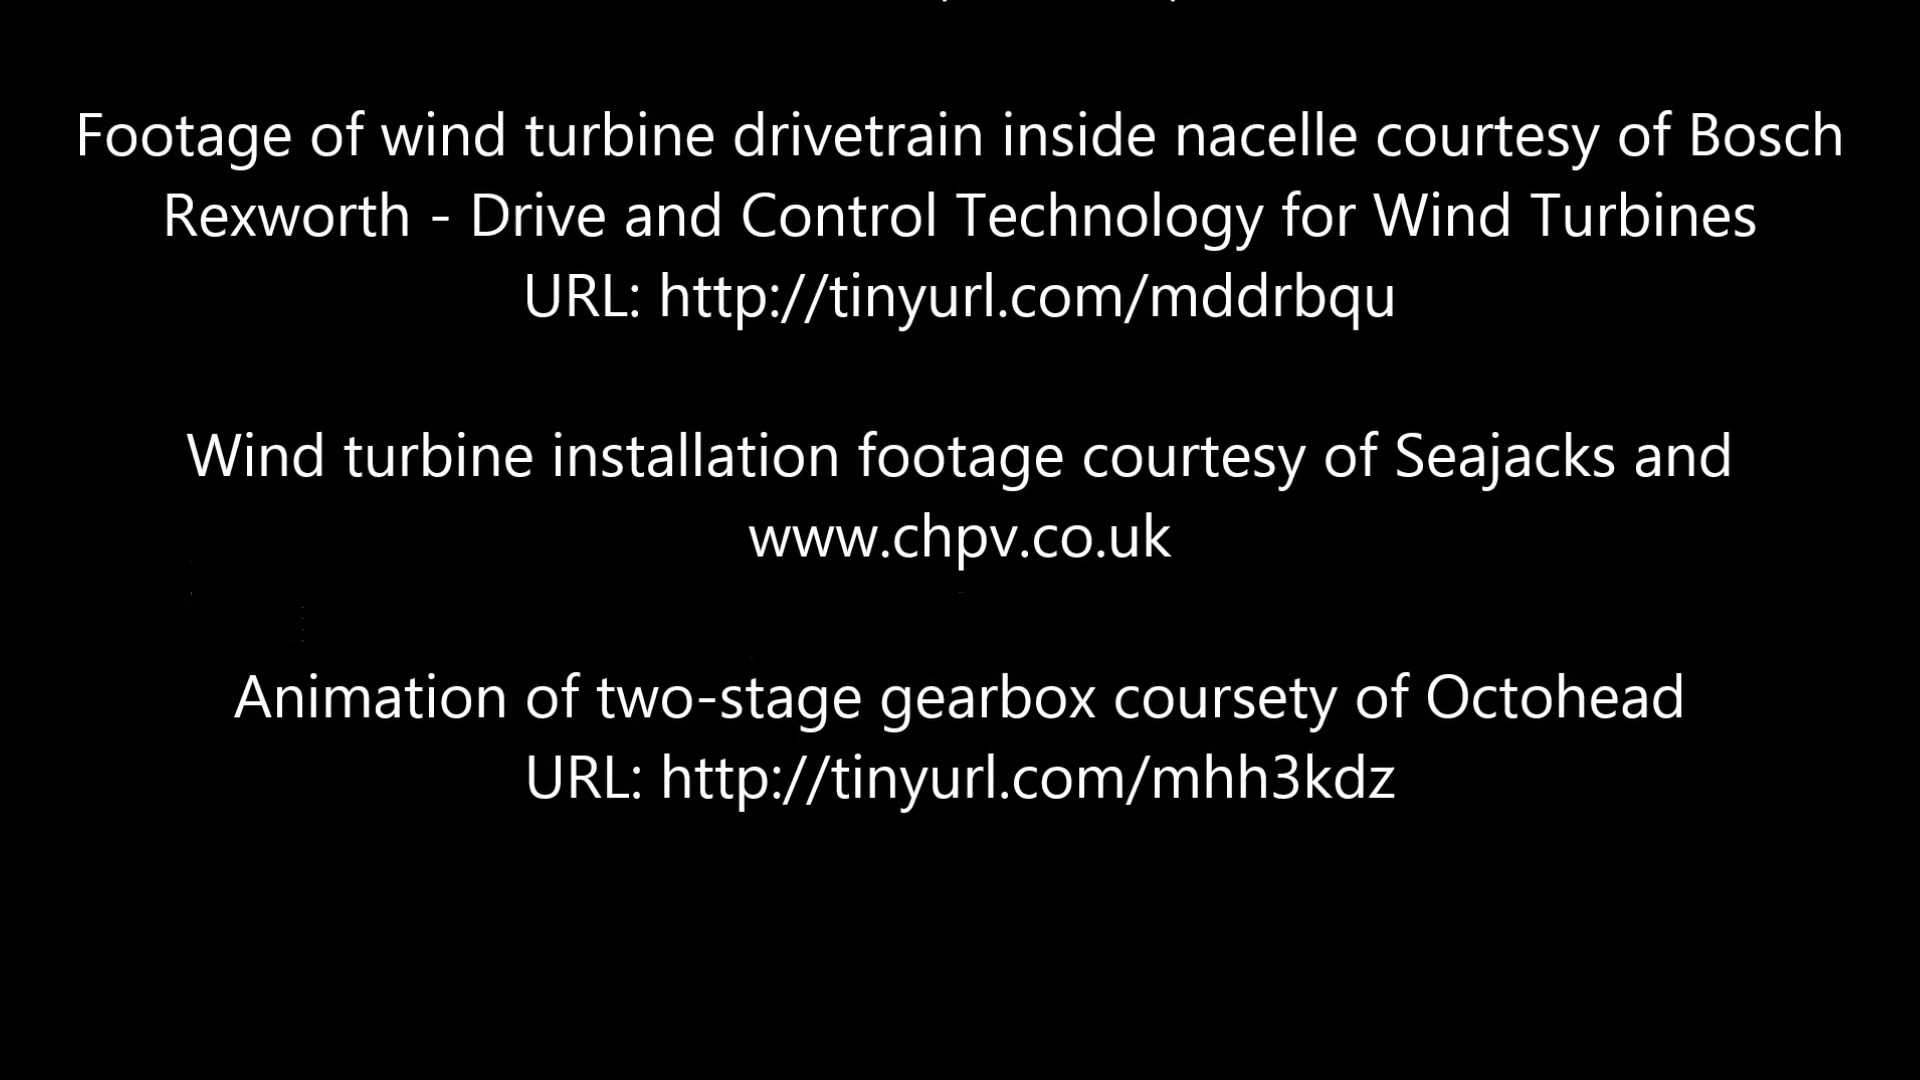 Footage of wind turbine drivetrain inside nacelle courtesy of Bosch
Rexworth - Drive and Control Technology for Wind Turbines
URL: http://tinyurl.com/mddrbqu
Wind turbine installation footage courtesy of Seajacks and
www.chpv.co.uk
Animation of two-stage gearbox coursety of Octohead
URL: http://tinyurl.com/mhh3kdz